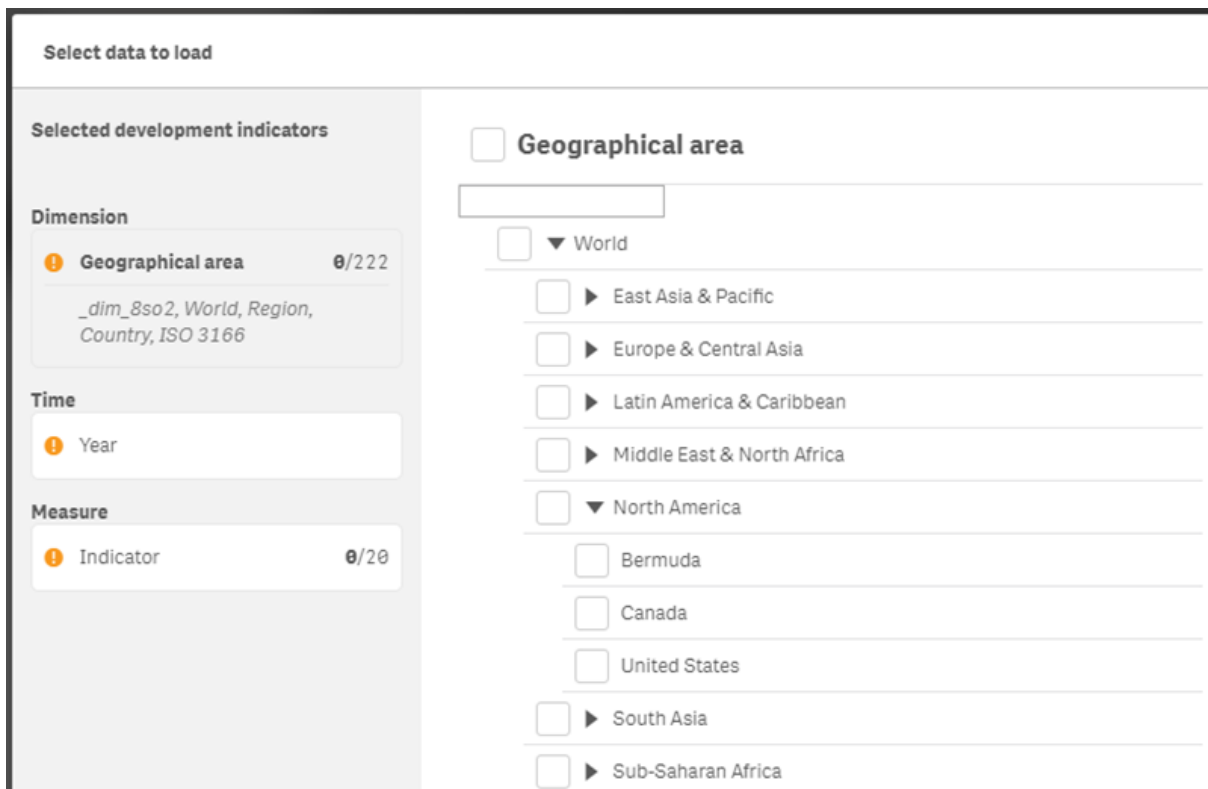 Select data to load
Selected development indicators
Dimension
Geographical area 0/222
_dim_8so2, World, Region,
Country, ISO 3166
Time
Year
Measure
Indicator 0/20
Geographical area
World
East Asia & Pacific
Europe & Central Asia
Latin America & Caribbean
Middle East & North Africa
North America
Bermuda
Canada
United States
South Asia
Sub-Saharan Africa